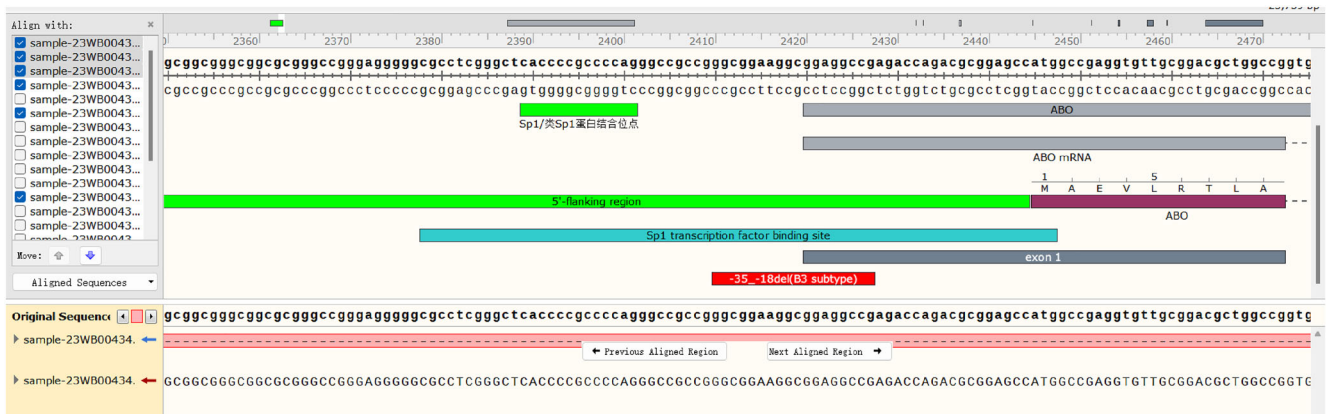 Align with: ×
2360 2370 2380 2390 2400 2410 2420 2430 2440 2450 2460 2470
sample-23WB0043...
sample-23WB0043...
sample-23WB0043...
sample-23WB0043...
sample-23WB0043...
sample-23WB0043...
sample-23WB0043...
sample-23WB0043...
sample-23WB0043...
sample-23WB0043...
sample-23WB0043...
sample-23WB0043...
sample-23WB0043...
sample-23WB0043...
sample-23WB0043
Move:
Aligned Sequences
gcggcgggcggcgcgggccgggagggggcgcctcgggctcaccccgccccagggccgccgggcggaaggcggaggccgagaccagacgcggagccatggccgaggtgttgcggacgctggccggtg
cgccgcccgccgcgcccggccctcccccgcggagcccgagtggggcggggtcccggcggcccgccttccgcctccggctctggtctgcgcctcggtaccggctccacaacgcctgcgaccggccac
ABO
Sp1/类Sp1蛋白结合位点
ABO mRNA
1 5
M A E V L R T L A
5'-flanking region
ABO
Sp1 transcription factor binding site
exon 1
-35_-18del(B3 subtype)
Original Sequence gcggcgggcggcgcgggccgggagggggcgcctcgggctcaccccgccccagggccgccgggcggaaggcggaggccgagaccagacgcggagccatggccgaggtgttgcggacgctggccggtg
sample-23WB00434.
Previous Aligned Region Next Aligned Region
sample-23WB00434. GCGGCGGGCGGCGCGGGCCGGGAGGGGGCGCCTCGGGCTCACCCCGCCCCAGGGCCGCCGGGCGGAAGGCGGAGGCCGAGACCAGACGCGGAGCCATGGCCGAGGTGTTGCGGACGCTGGCCGGTG